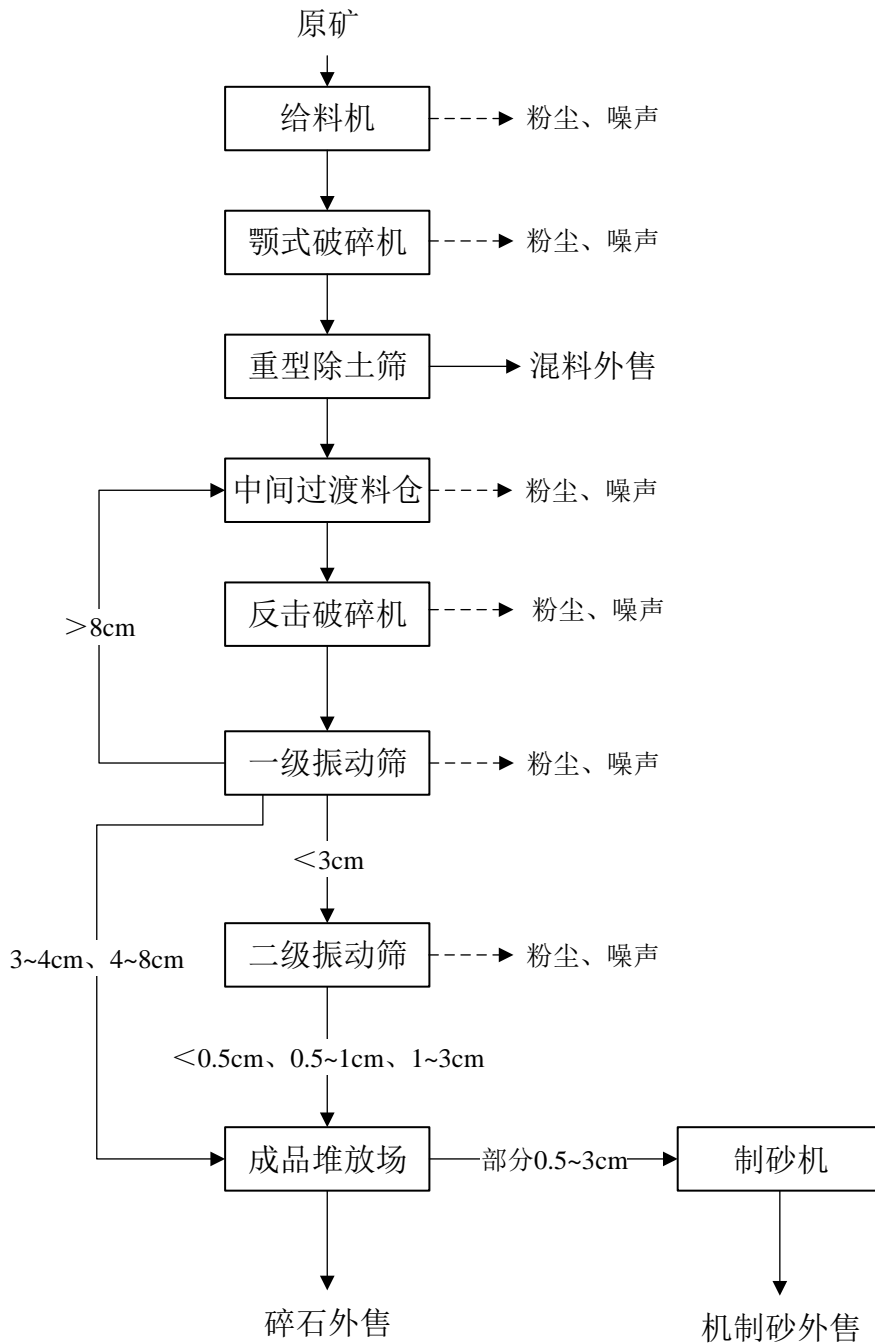 原矿
给料机
粉尘、噪声
颚式破碎机
粉尘、噪声
重型除土筛
混料外售
中间过渡料仓
粉尘、噪声
反击破碎机
粉尘、噪声
＞8cm
一级振动筛
粉尘、噪声
＜3cm
二级振动筛
粉尘、噪声
3~4cm、4~8cm
＜0.5cm、0.5~1cm、1~3cm
成品堆放场
部分0.5~3cm
制砂机
碎石外售
机制砂外售